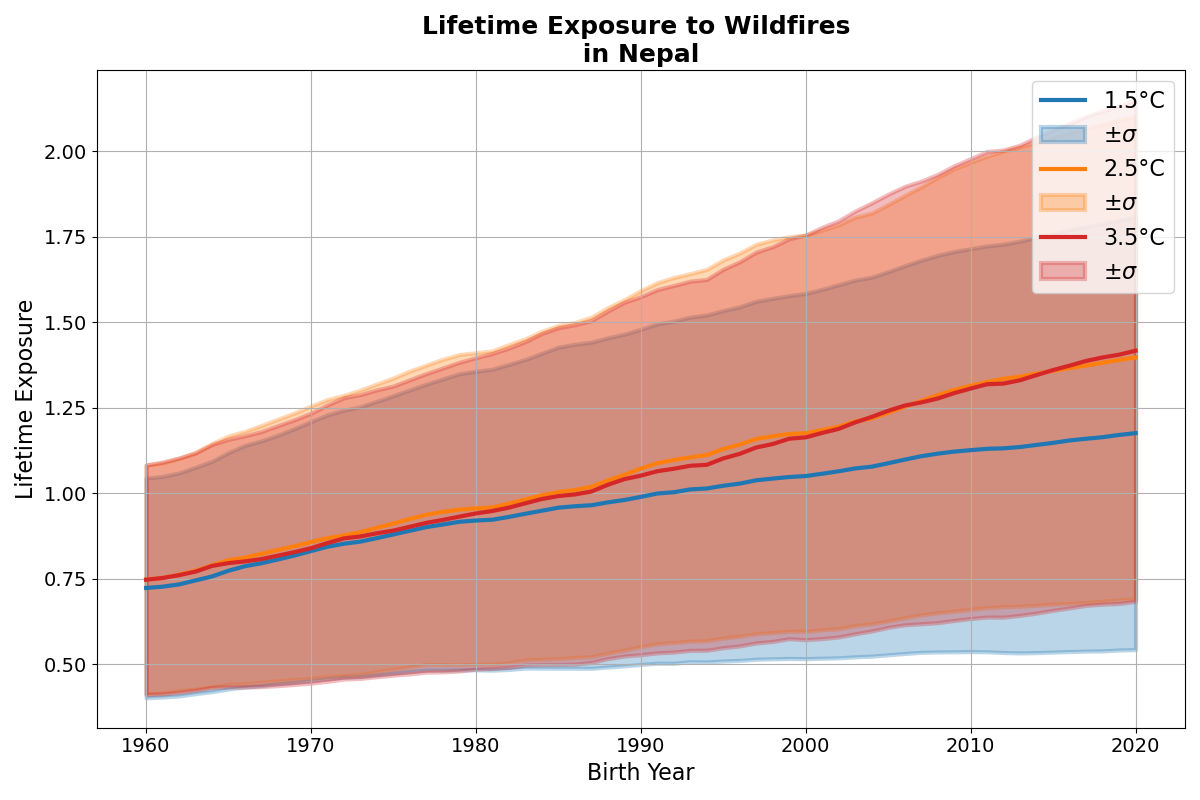 Lifetime Exposure to Wildfires
in Nepal
Lifetime Exposure
2.00
1.75
1.50
1.25
1.00
0.75
0.50
1.5°C
±σ
2.5°C
±σ
3.5°C
±σ
1960 1970 1980 1990 2000 2010 2020
Birth Year